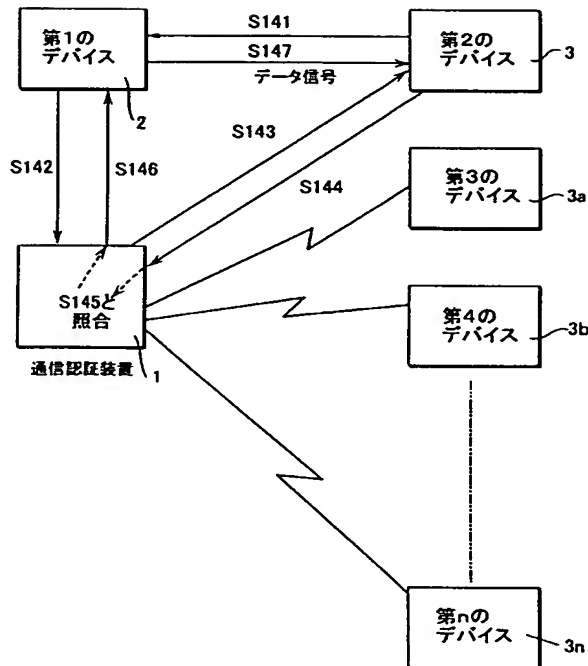 S141
第1の
デバイス
第2の
デバイス
3
S147
データ信号
2
S143
S142
S146
S144
第3の
デバイス
3a
S145と
照合
第4の
デバイス
3b
通信認証装置
1
第nの
デバイス
3n